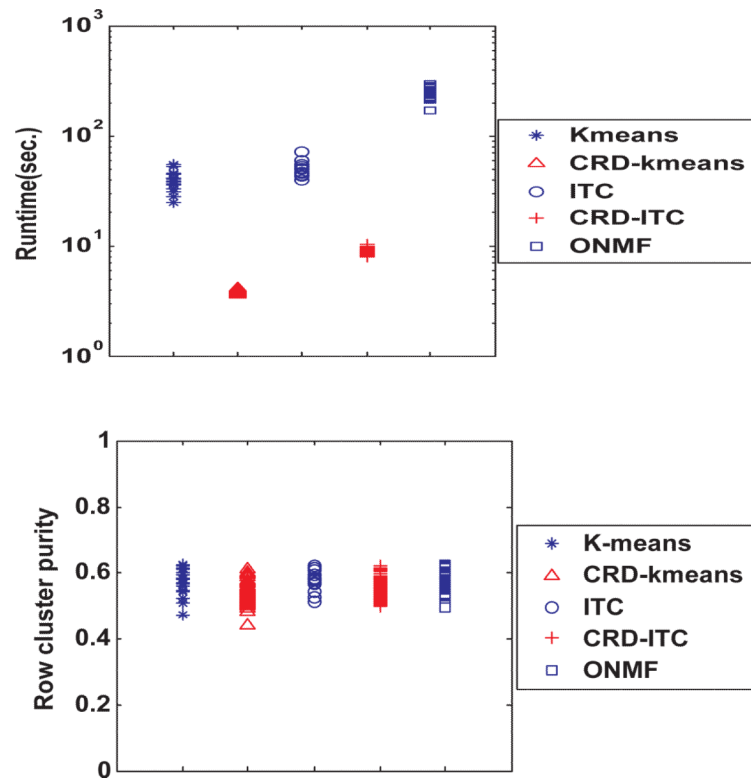 10³
10²
10¹
10⁰
Runtime(sec.)
Kmeans
CRD-kmeans
ITC
CRD-ITC
ONMF
1
0.8
0.6
0.4
0.2
0
Row cluster purity
K-means
CRD-kmeans
ITC
CRD-ITC
ONMF